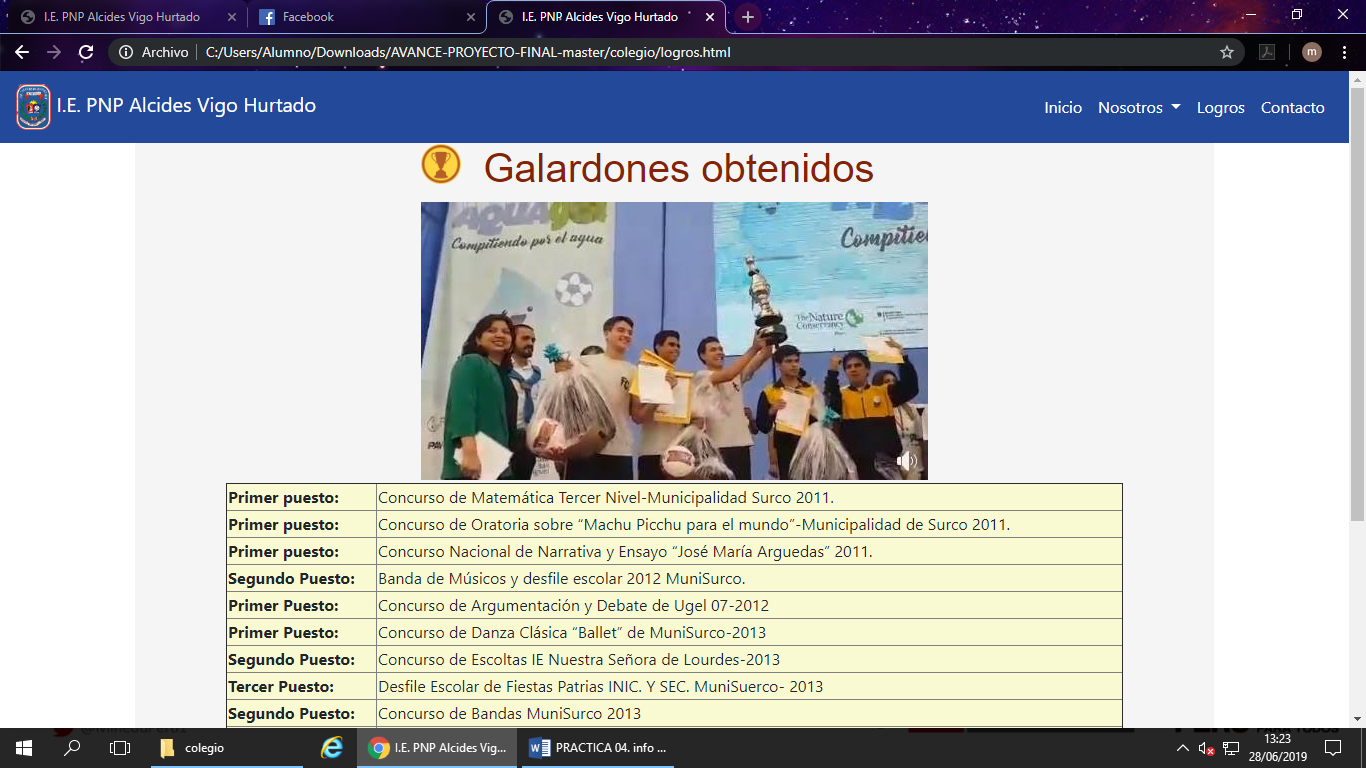 I.E. PNP Alcides Vigo Hurtado
Facebook
I.E. PNP Alcides Vigo Hurtado
Archivo
C:/Users/Alumno/Downloads/AVANCE-PROYECTO-FINAL-master/colegio/logros.html
m
I.E. PNP Alcides Vigo Hurtado
Inicio Nosotros Logros Contacto
Galardones obtenidos
Compitiendo por el agua
Compitien
The Nature Conservancy
Primer puesto: Concurso de Matemática Tercer Nivel-Municipalidad Surco 2011.
Primer puesto: Concurso de Oratoria sobre “Machu Picchu para el mundo”-Municipalidad de Surco 2011.
Primer puesto: Concurso Nacional de Narrativa y Ensayo “José María Arguedas” 2011.
Segundo Puesto: Banda de Músicos y desfile escolar 2012 MuniSurco.
Primer Puesto: Concurso de Argumentación y Debate de Ugel 07-2012
Primer Puesto: Concurso de Danza Clásica “Ballet” de MuniSurco-2013
Segundo Puesto: Concurso de Escoltas IE Nuestra Señora de Lourdes-2013
Tercer Puesto: Desfile Escolar de Fiestas Patrias INIC. Y SEC. MuniSuerco- 2013
Segundo Puesto: Concurso de Bandas MuniSurco 2013
colegio
I.E. PNP Alcides Vig...
PRACTICA 04. info ...
13:23
28/06/2019